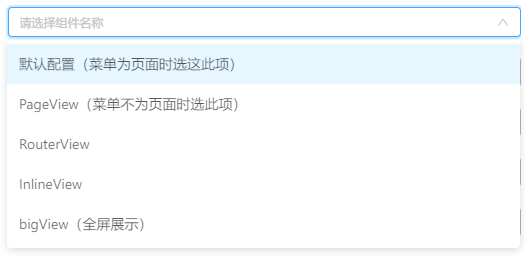 请选择组件名称
默认配置（菜单为页面时选这此项）
PageView（菜单不为页面时选此项）
RouterView
InlineView
bigView（全屏展示）